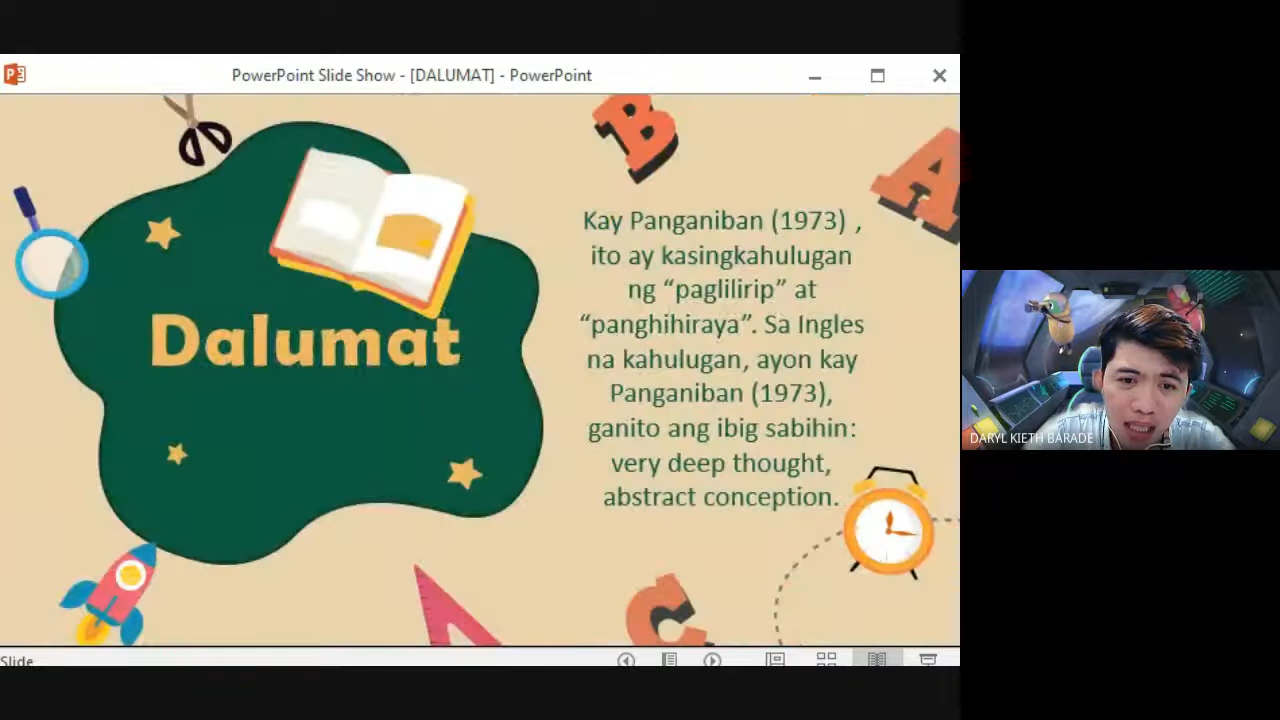 PowerPoint Slide Show - [DALUMAT] - PowerPoint
B
A
Kay Panganiban (1973) ,
ito ay kasingkahulugan
ng “paglilirip” at
“panghihiraya”. Sa Ingles
na kahulugan, ayon kay
Panganiban (1973),
ganito ang ibig sabihin:
very deep thought,
abstract conception.
Dalumat
C
DARYL KIETH BARADE
Slide